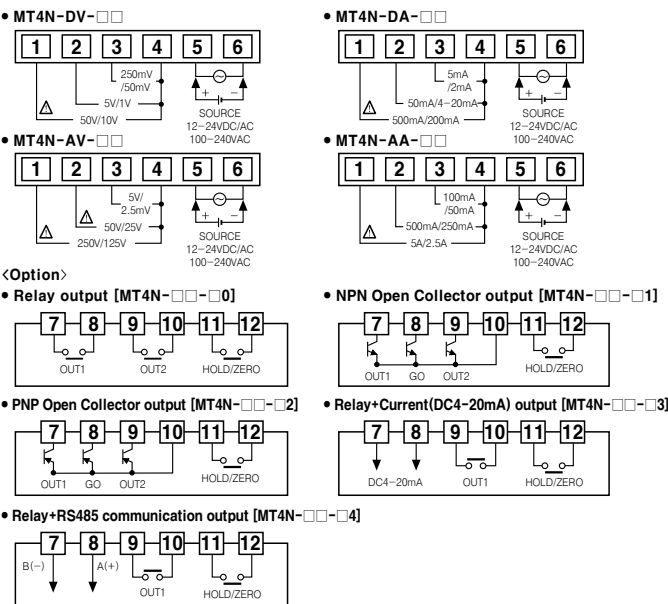 • MT4N-DV-□□
1 2 3 4 5 6
250mV
/50mV
5V/1V
50V/10V
+ −
SOURCE
12-24VDC/AC
100-240VAC
• MT4N-DA-□□
1 2 3 4 5 6
5mA
/2mA
50mA/4-20mA
500mA/200mA
+ −
SOURCE
12-24VDC/AC
100-240VAC
• MT4N-AV-□□
1 2 3 4 5 6
5V/
2.5mV
50V/25V
250V/125V
+ −
SOURCE
12-24VDC/AC
100-240VAC
• MT4N-AA-□□
1 2 3 4 5 6
100mA
/50mA
500mA/250mA
5A/2.5A
+ −
SOURCE
12-24VDC/AC
100-240VAC
〈Option〉
• Relay output [MT4N-□□-□0]
7 8 9 10 11 12
OUT1 OUT2 HOLD/ZERO
• NPN Open Collector output [MT4N-□□-□1]
7 8 9 10 11 12
OUT1 GO OUT2 HOLD/ZERO
• PNP Open Collector output [MT4N-□□-□2]
7 8 9 10 11 12
OUT1 GO OUT2 HOLD/ZERO
• Relay+Current(DC4-20mA) output [MT4N-□□-□3]
7 8 9 10 11 12
DC4-20mA OUT1 HOLD/ZERO
• Relay+RS485 communication output [MT4N-□□-□4]
7 8 9 10 11 12
B(-) A(+)
OUT1 HOLD/ZERO